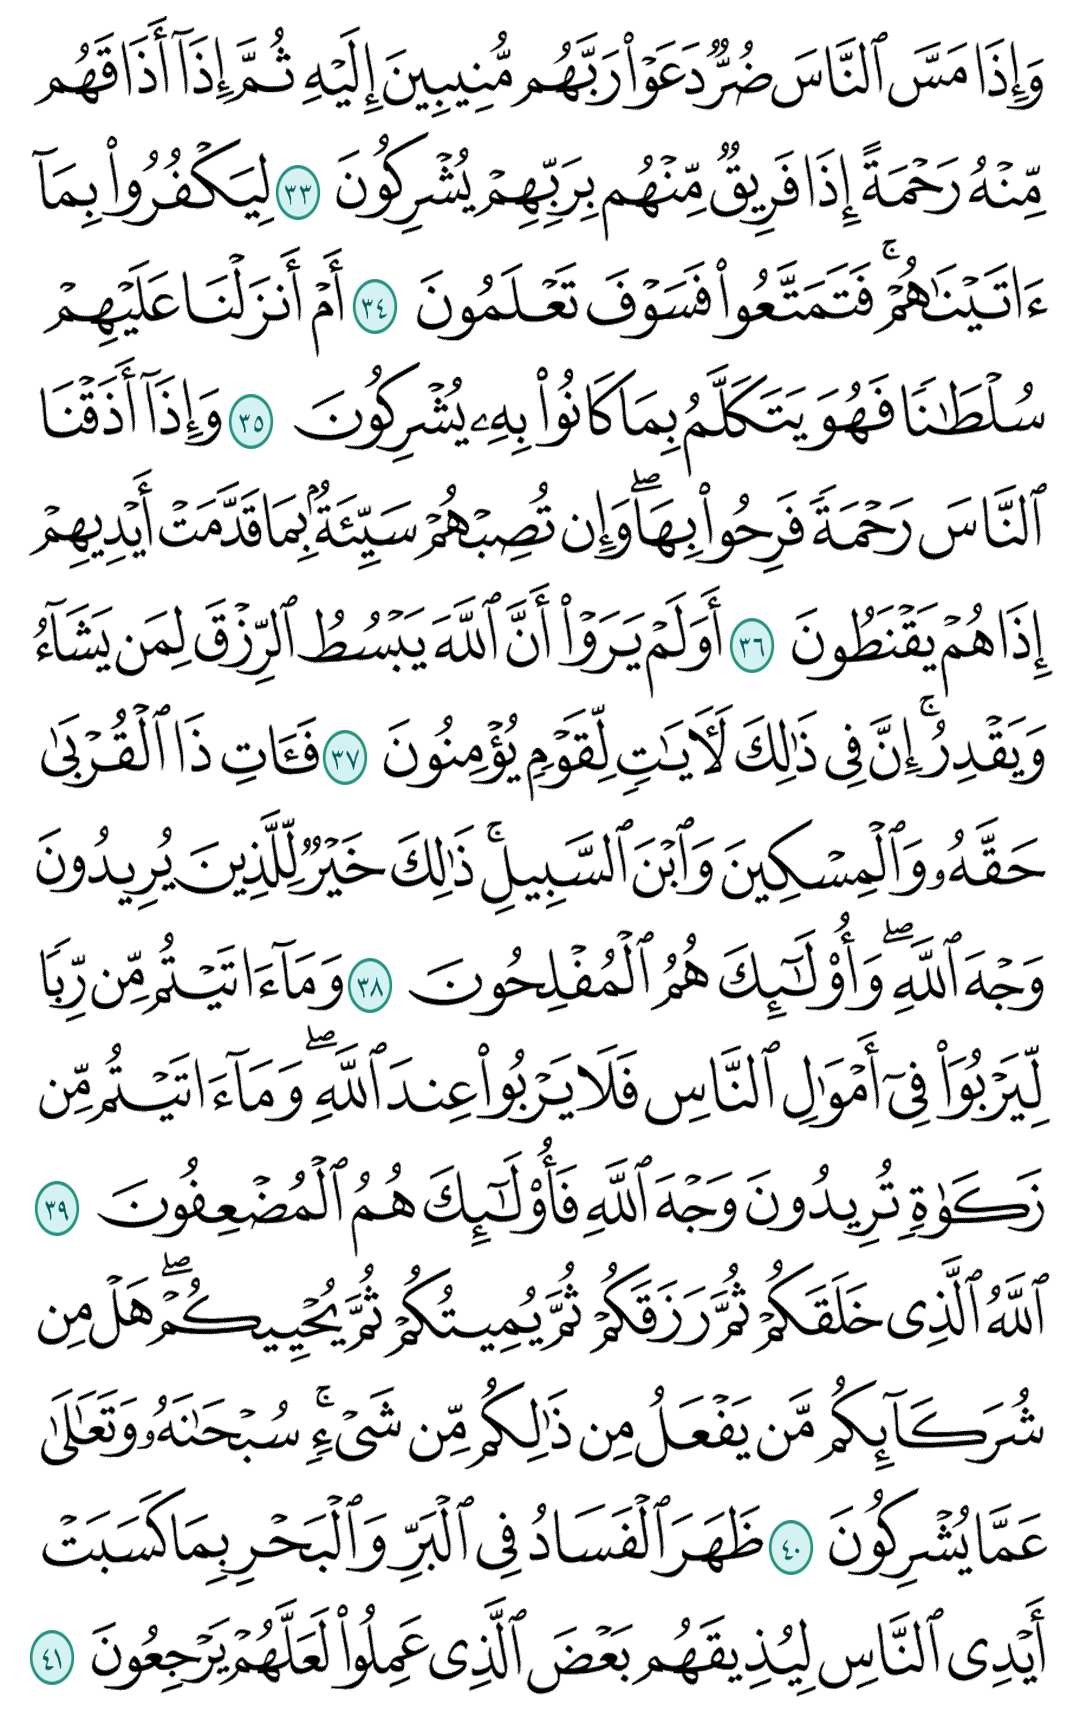 وَإِذَا مَسَّ ٱلنَّاسَ ضُرٌّ دَعَوْا۟ رَبَّهُم مُّنِيبِينَ إِلَيْهِ ثُمَّ إِذَآ أَذَاقَهُم
مِّنْهُ رَحْمَةً إِذَا فَرِيقٌ مِّنْهُم بِرَبِّهِمْ يُشْرِكُونَ ٣٣ لِيَكْفُرُوا۟ بِمَآ
ءَاتَيْنَـٰهُمْ ۚ فَتَمَتَّعُوا۟ فَسَوْفَ تَعْلَمُونَ ٣٤ أَمْ أَنزَلْنَا عَلَيْهِمْ
سُلْطَـٰنًا فَهُوَ يَتَكَلَّمُ بِمَا كَانُوا۟ بِهِۦ يُشْرِكُونَ ٣٥ وَإِذَآ أَذَقْنَا
ٱلنَّاسَ رَحْمَةً فَرِحُوا۟ بِهَا ۖ وَإِن تُصِبْهُمْ سَيِّئَةٌۢ بِمَا قَدَّمَتْ أَيْدِيهِمْ
إِذَا هُمْ يَقْنَطُونَ ٣٦ أَوَلَمْ يَرَوْا۟ أَنَّ ٱللَّهَ يَبْسُطُ ٱلرِّزْقَ لِمَن يَشَآءُ
وَيَقْدِرُ ۚ إِنَّ فِى ذَٰلِكَ لَـَٔايَـٰتٍ لِّقَوْمٍ يُؤْمِنُونَ ٣٧ فَـَٔاتِ ذَا ٱلْقُرْبَىٰ
حَقَّهُۥ وَٱلْمِسْكِينَ وَٱبْنَ ٱلسَّبِيلِ ۚ ذَٰلِكَ خَيْرٌ لِّلَّذِينَ يُرِيدُونَ
وَجْهَ ٱللَّهِ ۖ وَأُو۟لَـٰٓئِكَ هُمُ ٱلْمُفْلِحُونَ ٣٨ وَمَآ ءَاتَيْتُم مِّن رِّبًا
لِّيَرْبُوَا۟ فِىٓ أَمْوَٰلِ ٱلنَّاسِ فَلَا يَرْبُوا۟ عِندَ ٱللَّهِ ۖ وَمَآ ءَاتَيْتُم مِّن
زَكَوٰةٍ تُرِيدُونَ وَجْهَ ٱللَّهِ فَأُو۟لَـٰٓئِكَ هُمُ ٱلْمُضْعِفُونَ ٣٩
ٱللَّهُ ٱلَّذِى خَلَقَكُمْ ثُمَّ رَزَقَكُمْ ثُمَّ يُمِيتُكُمْ ثُمَّ يُحْيِيكُمْ ۖ هَلْ مِن
شُرَكَآئِكُم مَّن يَفْعَلُ مِن ذَٰلِكُم مِّن شَىْءٍ ۚ سُبْحَـٰنَهُۥ وَتَعَـٰلَىٰ
عَمَّا يُشْرِكُونَ ٤٠ ظَهَرَ ٱلْفَسَادُ فِى ٱلْبَرِّ وَٱلْبَحْرِ بِمَا كَسَبَتْ
أَيْدِى ٱلنَّاسِ لِيُذِيقَهُم بَعْضَ ٱلَّذِى عَمِلُوا۟ لَعَلَّهُمْ يَرْجِعُونَ ٤١